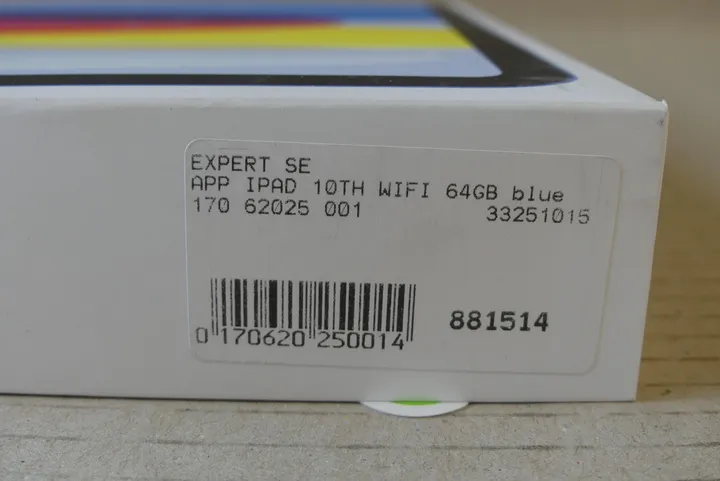 EXPERT SE
APP IPAD 10TH WIFI 64GB blue
170 62025 001 33251015
0 170620 250014
881514